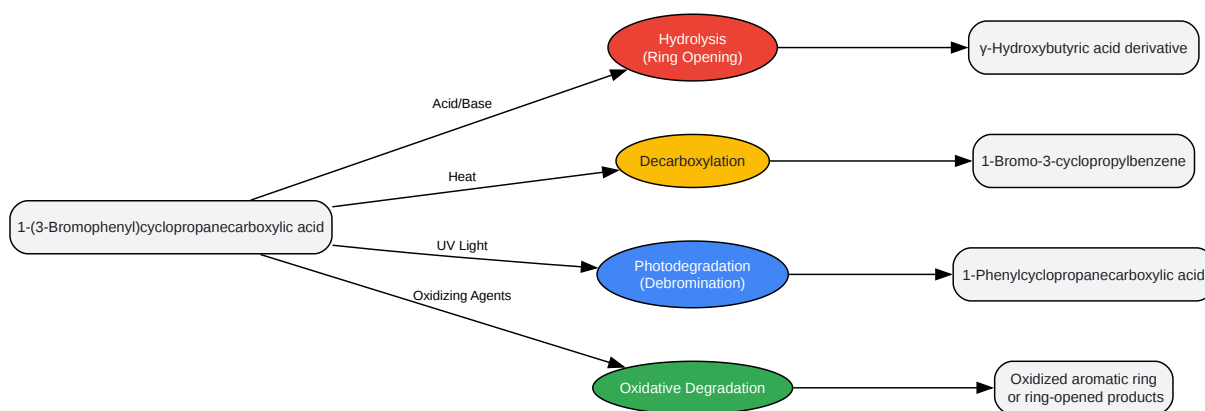 Hydrolysis
(Ring Opening)
γ-Hydroxybutyric acid derivative
Acid/Base
Decarboxylation
1-Bromo-3-cyclopropylbenzene
Heat
1-(3-Bromophenyl)cyclopropanecarboxylic acid
UV Light
Photodegradation
(Debromination)
1-Phenylcyclopropanecarboxylic acid
Oxidizing Agents
Oxidative Degradation
Oxidized aromatic ring
or ring-opened products